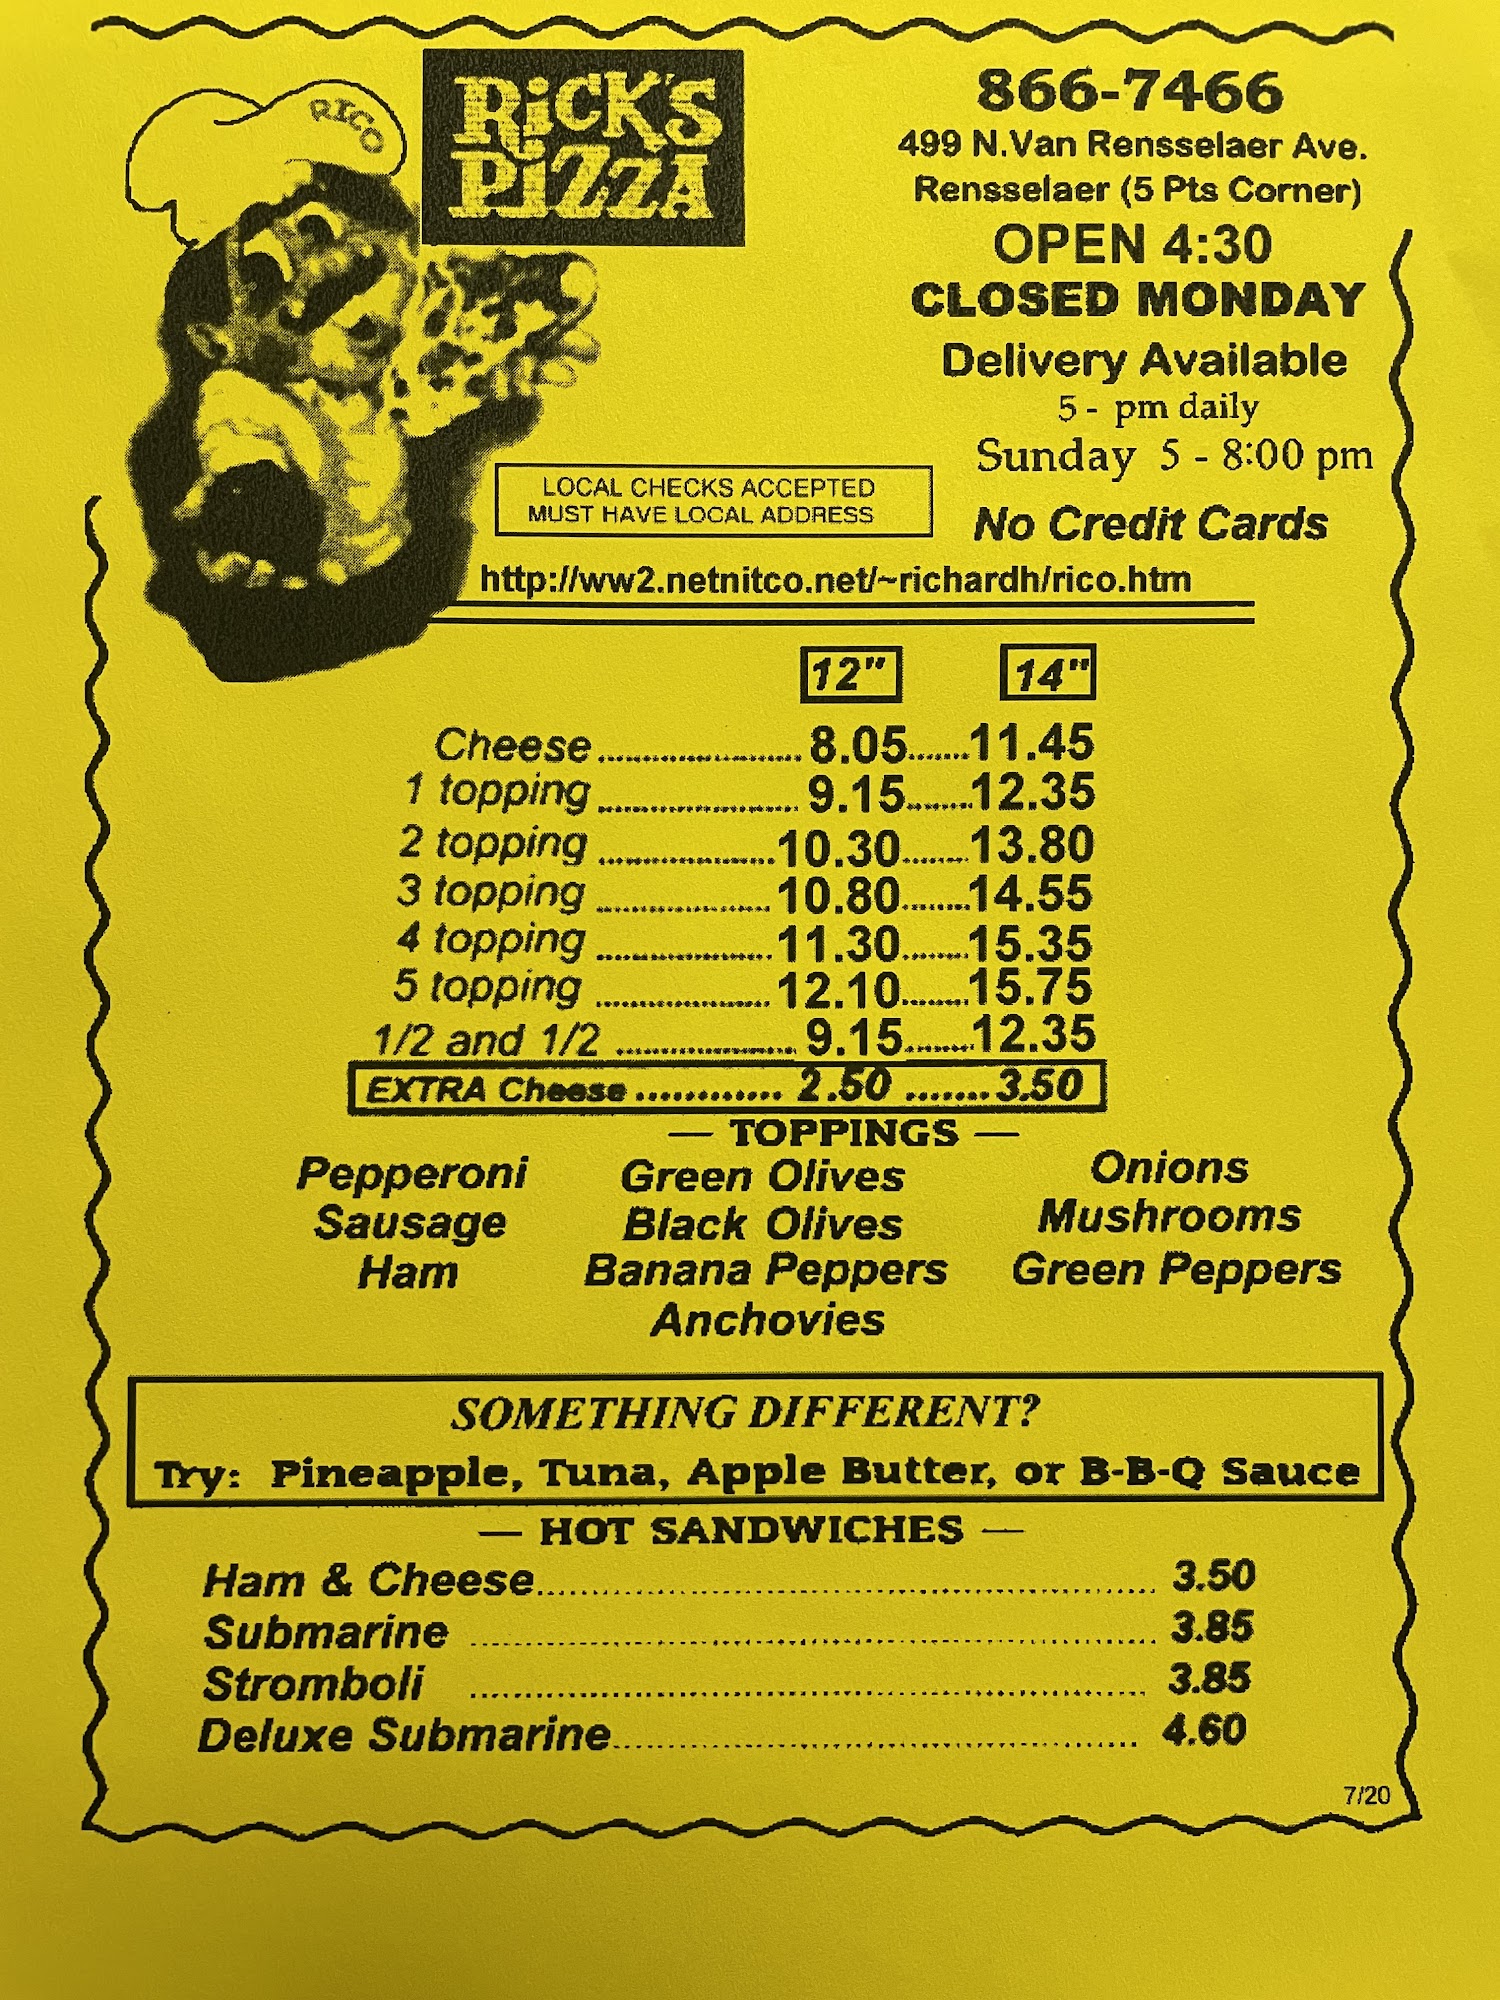 RICO
RiCK'S
PiZZA
866-7466
499 N.Van Rensselaer Ave.
Rensselaer (5 Pts Corner)
OPEN 4:30
CLOSED MONDAY
Delivery Available
5 - pm daily
Sunday 5 - 8:00 pm
No Credit Cards
LOCAL CHECKS ACCEPTED
MUST HAVE LOCAL ADDRESS
http://ww2.netnitco.net/~richardh/rico.htm
12" 14"
Cheese 8.05 11.45
1 topping 9.15 12.35
2 topping 10.30 13.80
3 topping 10.80 14.55
4 topping 11.30 15.35
5 topping 12.10 15.75
1/2 and 1/2 9.15 12.35
EXTRA Cheese 2.50 3.50
— TOPPINGS —
Pepperoni Green Olives Onions
Sausage Black Olives Mushrooms
Ham Banana Peppers Green Peppers
Anchovies
SOMETHING DIFFERENT?
Try: Pineapple, Tuna, Apple Butter, or B-B-Q Sauce
— HOT SANDWICHES —
Ham & Cheese 3.50
Submarine 3.85
Stromboli 3.85
Deluxe Submarine 4.60
7/20